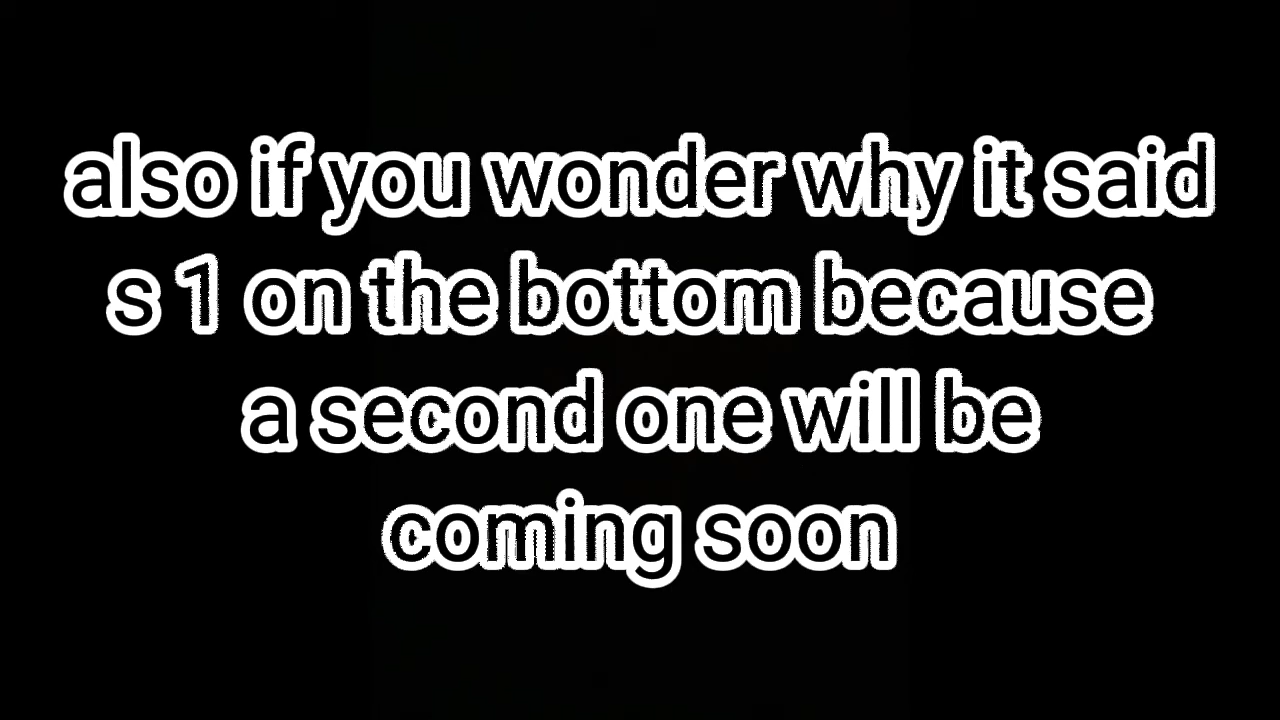 also if you wonder why it said
s 1 on the bottom because
a second one will be
coming soon